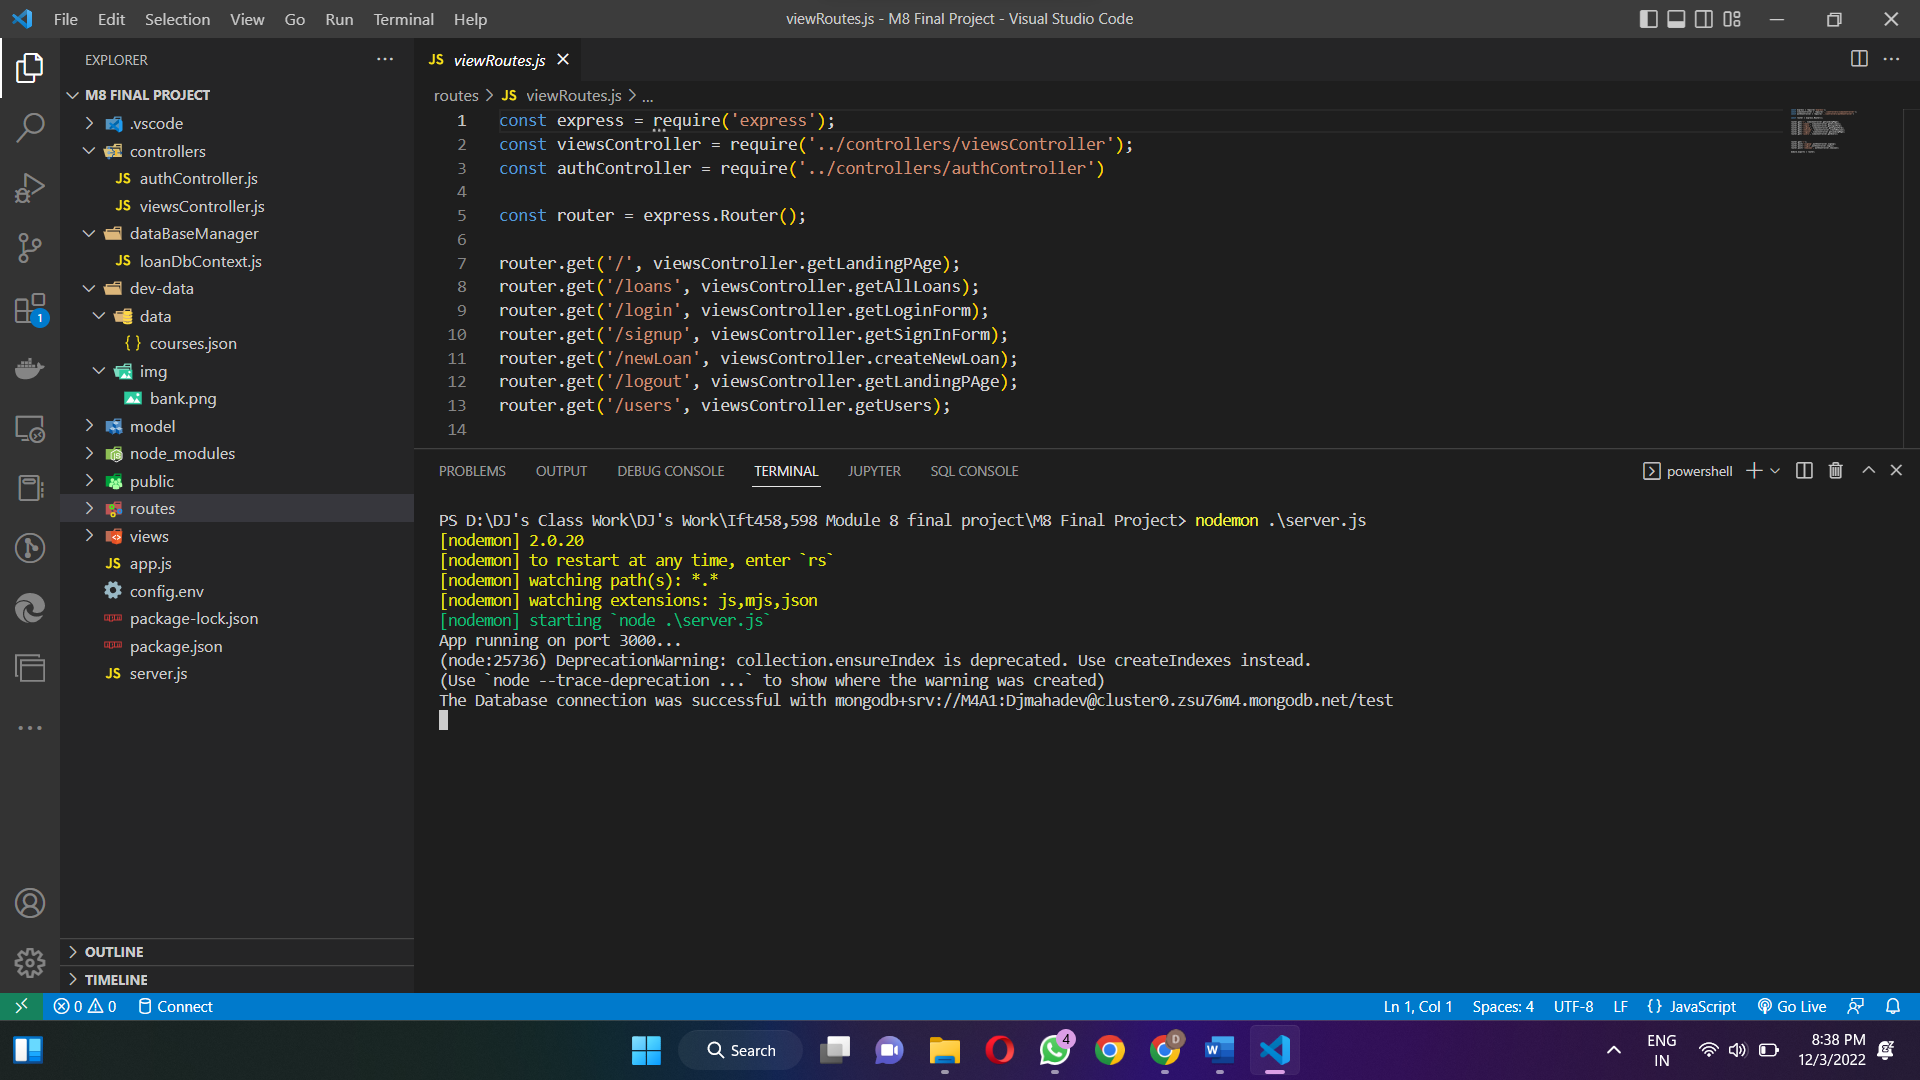 File Edit Selection View Go Run Terminal Help
viewRoutes.js - M8 Final Project - Visual Studio Code
EXPLORER
M8 FINAL PROJECT
.vscode
controllers
JS authController.js
JS viewsController.js
dataBaseManager
JS loanDbContext.js
dev-data
data
{} courses.json
img
bank.png
model
node_modules
public
routes
views
JS app.js
config.env
package-lock.json
package.json
JS server.js
OUTLINE
TIMELINE
1
JS viewRoutes.js
routes > JS viewRoutes.js > ...
1 const express = require('express');
2 const viewsController = require('../controllers/viewsController');
3 const authController = require('../controllers/authController')
4
5 const router = express.Router();
6
7 router.get('/', viewsController.getLandingPAge);
8 router.get('/loans', viewsController.getAllLoans);
9 router.get('/login', viewsController.getLoginForm);
10 router.get('/signup', viewsController.getSignInForm);
11 router.get('/newLoan', viewsController.createNewLoan);
12 router.get('/logout', viewsController.getLandingPAge);
13 router.get('/users', viewsController.getUsers);
14
PROBLEMS OUTPUT DEBUG CONSOLE TERMINAL JUPYTER SQL CONSOLE
powershell
PS D:\DJ's Class Work\DJ's Work\Ift458,598 Module 8 final project\M8 Final Project> nodemon .\server.js
[nodemon] 2.0.20
[nodemon] to restart at any time, enter `rs`
[nodemon] watching path(s): *.*
[nodemon] watching extensions: js,mjs,json
[nodemon] starting `node .\server.js`
App running on port 3000...
(node:25736) DeprecationWarning: collection.ensureIndex is deprecated. Use createIndexes instead.
(Use `node --trace-deprecation ...` to show where the warning was created)
The Database connection was successful with mongodb+srv://M4A1:Djmahadev@cluster0.zsu76m4.mongodb.net/test
0 0 Connect
Ln 1, Col 1 Spaces: 4 UTF-8 LF {} JavaScript Go Live
Search
4
D
W
ENG
IN
8:38 PM
12/3/2022